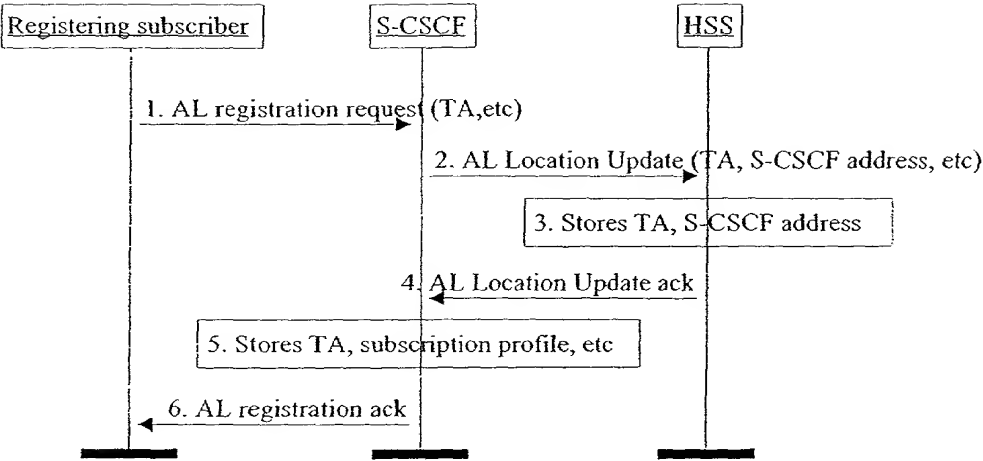 Registering subscriber
S-CSCF
HSS
1. AL registration request (TA,etc)
2. AL Location Update (TA, S-CSCF address, etc)
3. Stores TA, S-CSCF address
4. AL Location Update ack
5. Stores TA, subscription profile, etc
6. AL registration ack